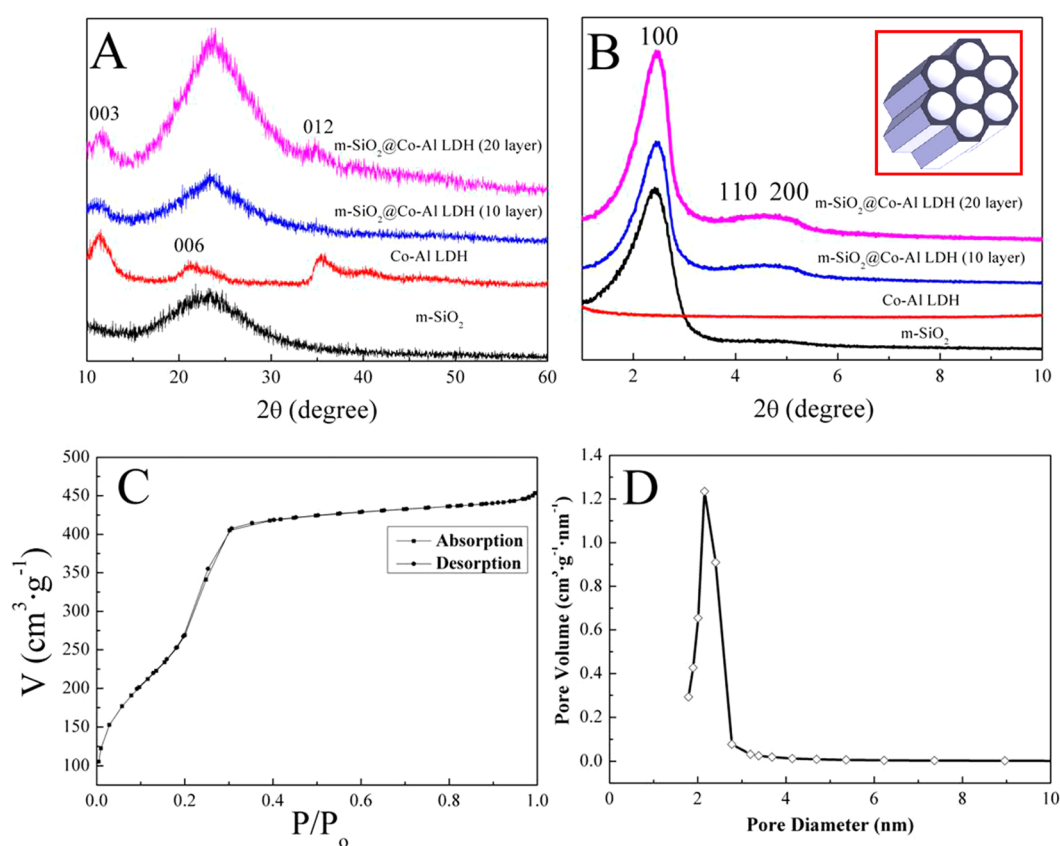 A
003
012
m-SiO₂@Co-Al LDH (20 layer)
m-SiO₂@Co-Al LDH (10 layer)
006
Co-Al LDH
m-SiO₂
10 20 30 40 50 60
2θ (degree)
B
100
110 200
m-SiO₂@Co-Al LDH (20 layer)
m-SiO₂@Co-Al LDH (10 layer)
Co-Al LDH
m-SiO₂
2 4 6 8 10
2θ (degree)
C
500
450
400
350
300
250
200
150
100
V (cm³·g⁻¹)
Absorption
Desorption
0.0 0.2 0.4 0.6 0.8 1.0
P/Pₒ
D
1.4
1.2
1.0
0.8
0.6
0.4
0.2
0.0
Pore Volume (cm³·g⁻¹·nm⁻¹)
0 2 4 6 8 10
Pore Diameter (nm)